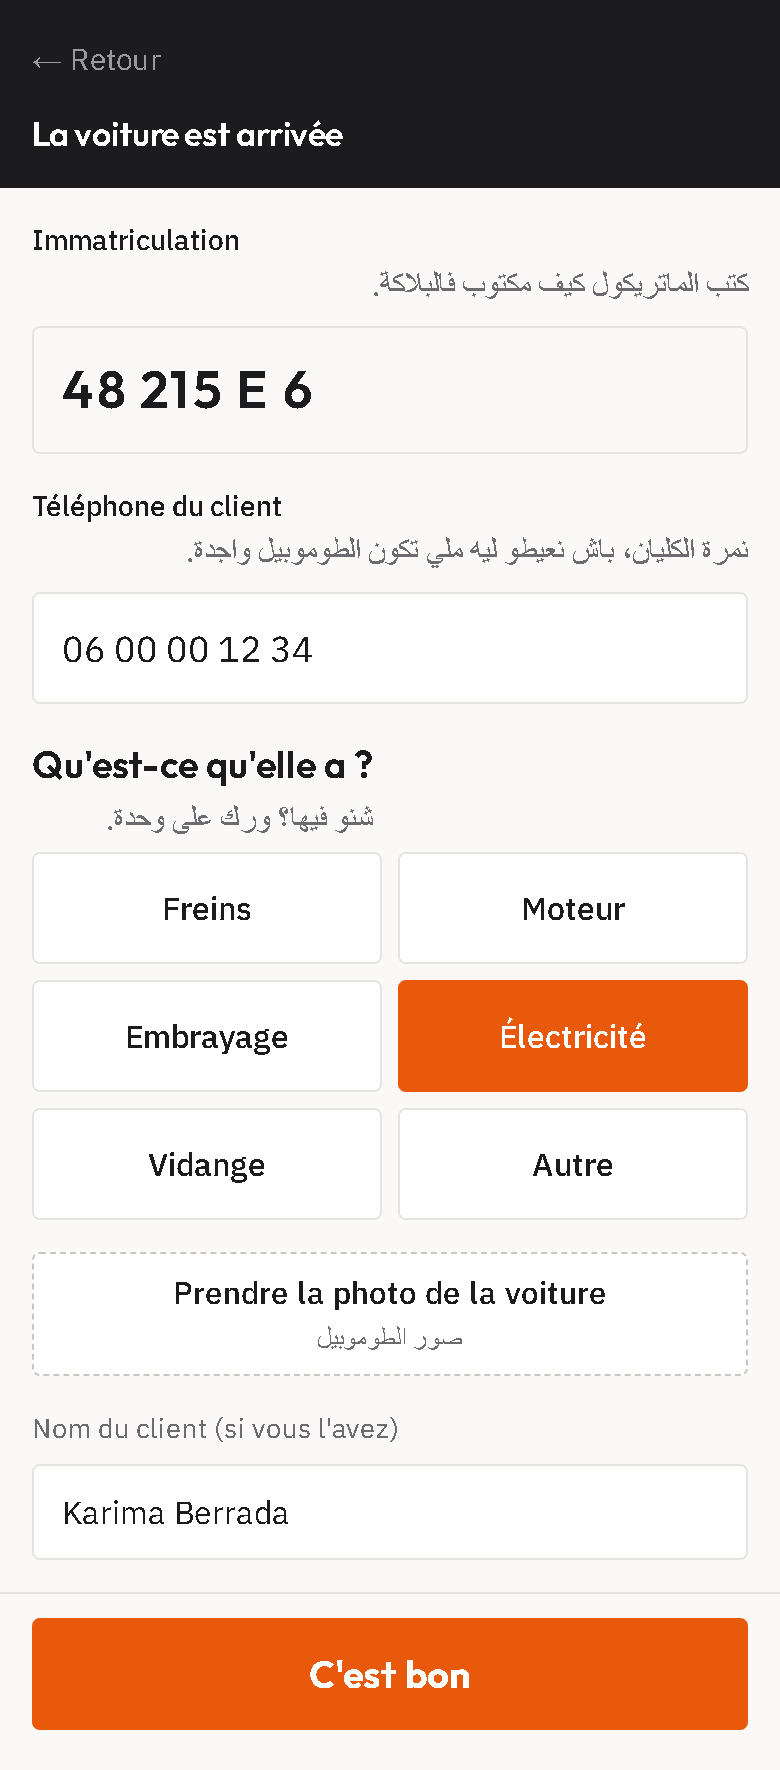 ← Retour
La voiture est arrivée
Immatriculation
كتب الماتريكول كيف مكتوب فالبلاكة.
48 215 E 6
Téléphone du client
نمرة الكليان، باش نعيطو ليه ملي تكون الطوموبيل واجدة.
06 00 00 12 34
Qu'est-ce qu'elle a ?
شنو فيها؟ ورك على وحدة.
Freins
Moteur
Embrayage
Électricité
Vidange
Autre
Prendre la photo de la voiture
صور الطوموبيل
Nom du client (si vous l'avez)
Karima Berrada
C'est bon